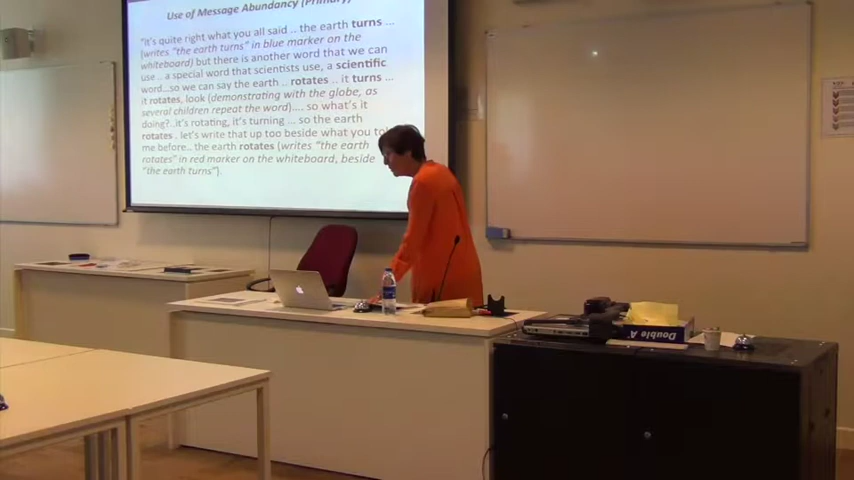 Use of Message Abundancy (Primary)
"It's quite right what you all said .. the earth turns ...
(writes "the earth turns" in blue marker on the
whiteboard) but there is another word that we can
use, a special word that scientists use, a scientific
word... we can say the earth .. rotates .. it turns...
it rotates, look (demonstrating with the globe, as
several children repeat the word).... so what's it
doing?..it's rotating, it's turning ... so the earth
rotates.. let's write that up too beside what you to
me before... the earth rotates (writes "the earth
rotates" in red marker on the whiteboard, beside
"the earth turns")
Double A